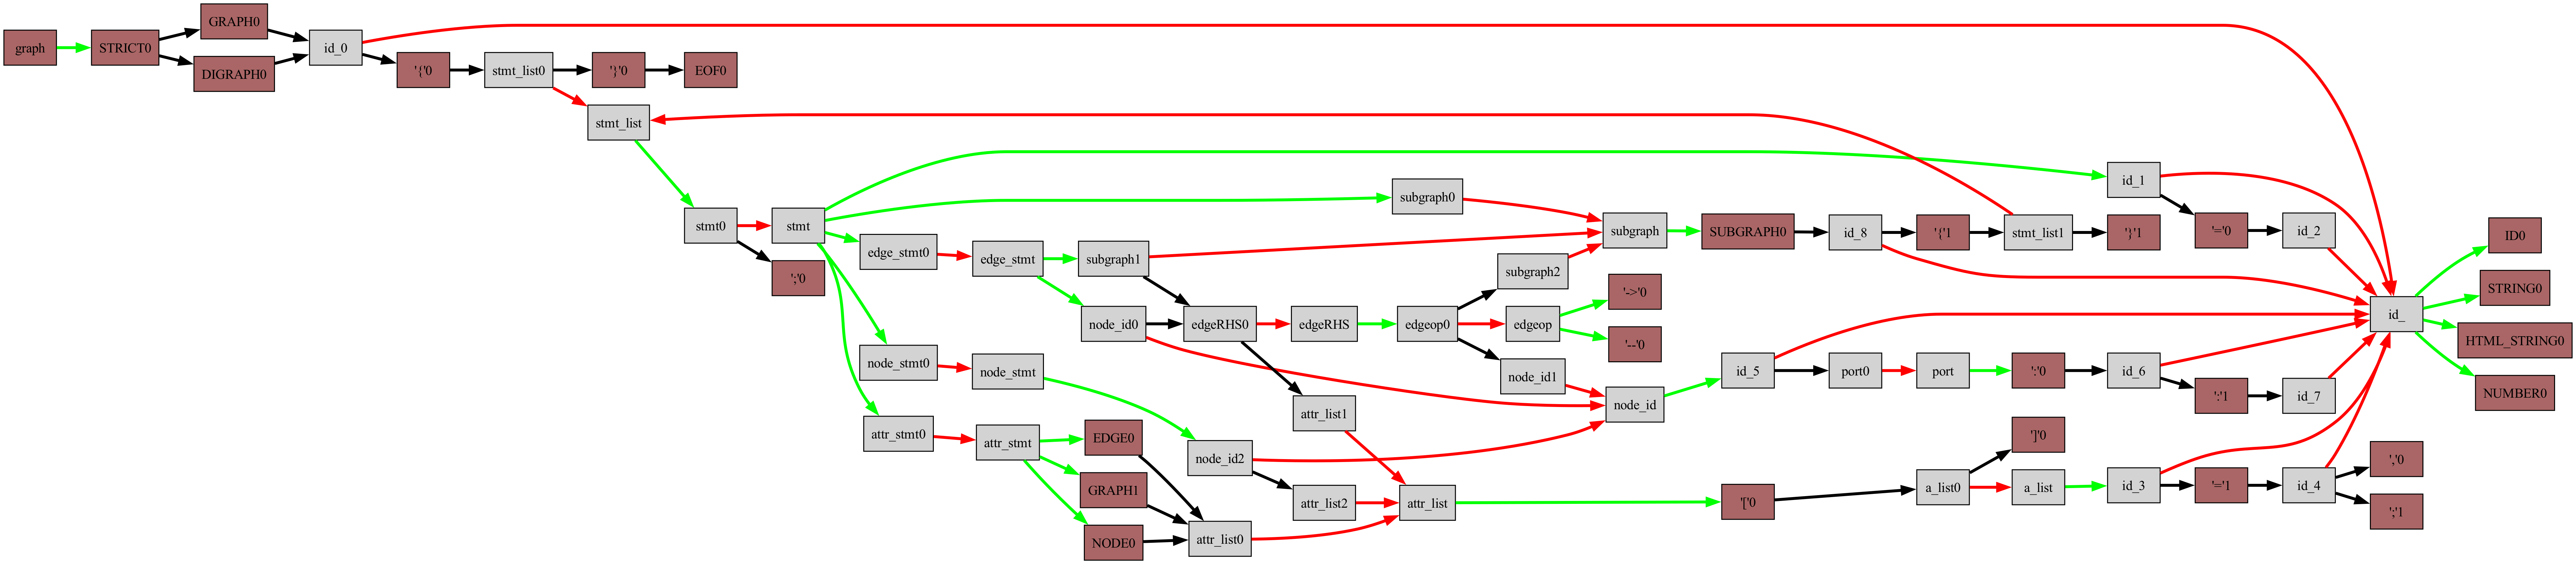 graph
STRICT0
GRAPH0
DIGRAPH0
id_0
'{'0
stmt_list0
'}'0
EOF0
stmt_list
stmt0
stmt
';'0
edge_stmt0
node_stmt0
attr_stmt0
edge_stmt
node_stmt
attr_stmt
subgraph1
node_id0
EDGE0
GRAPH1
NODE0
edgeRHS0
node_id2
attr_list0
edgeRHS
attr_list1
attr_list2
subgraph0
edgeop0
attr_list
subgraph2
edgeop
node_id1
subgraph
'->'0
'--'0
node_id
SUBGRAPH0
id_5
'['0
id_8
port0
'{'1
port
a_list0
stmt_list1
':'0
']'0
a_list
id_1
'}'1
id_6
id_3
'='0
':'1
'='1
id_2
id_7
id_4
id_
','0
';'1
ID0
STRING0
HTML_STRING0
NUMBER0